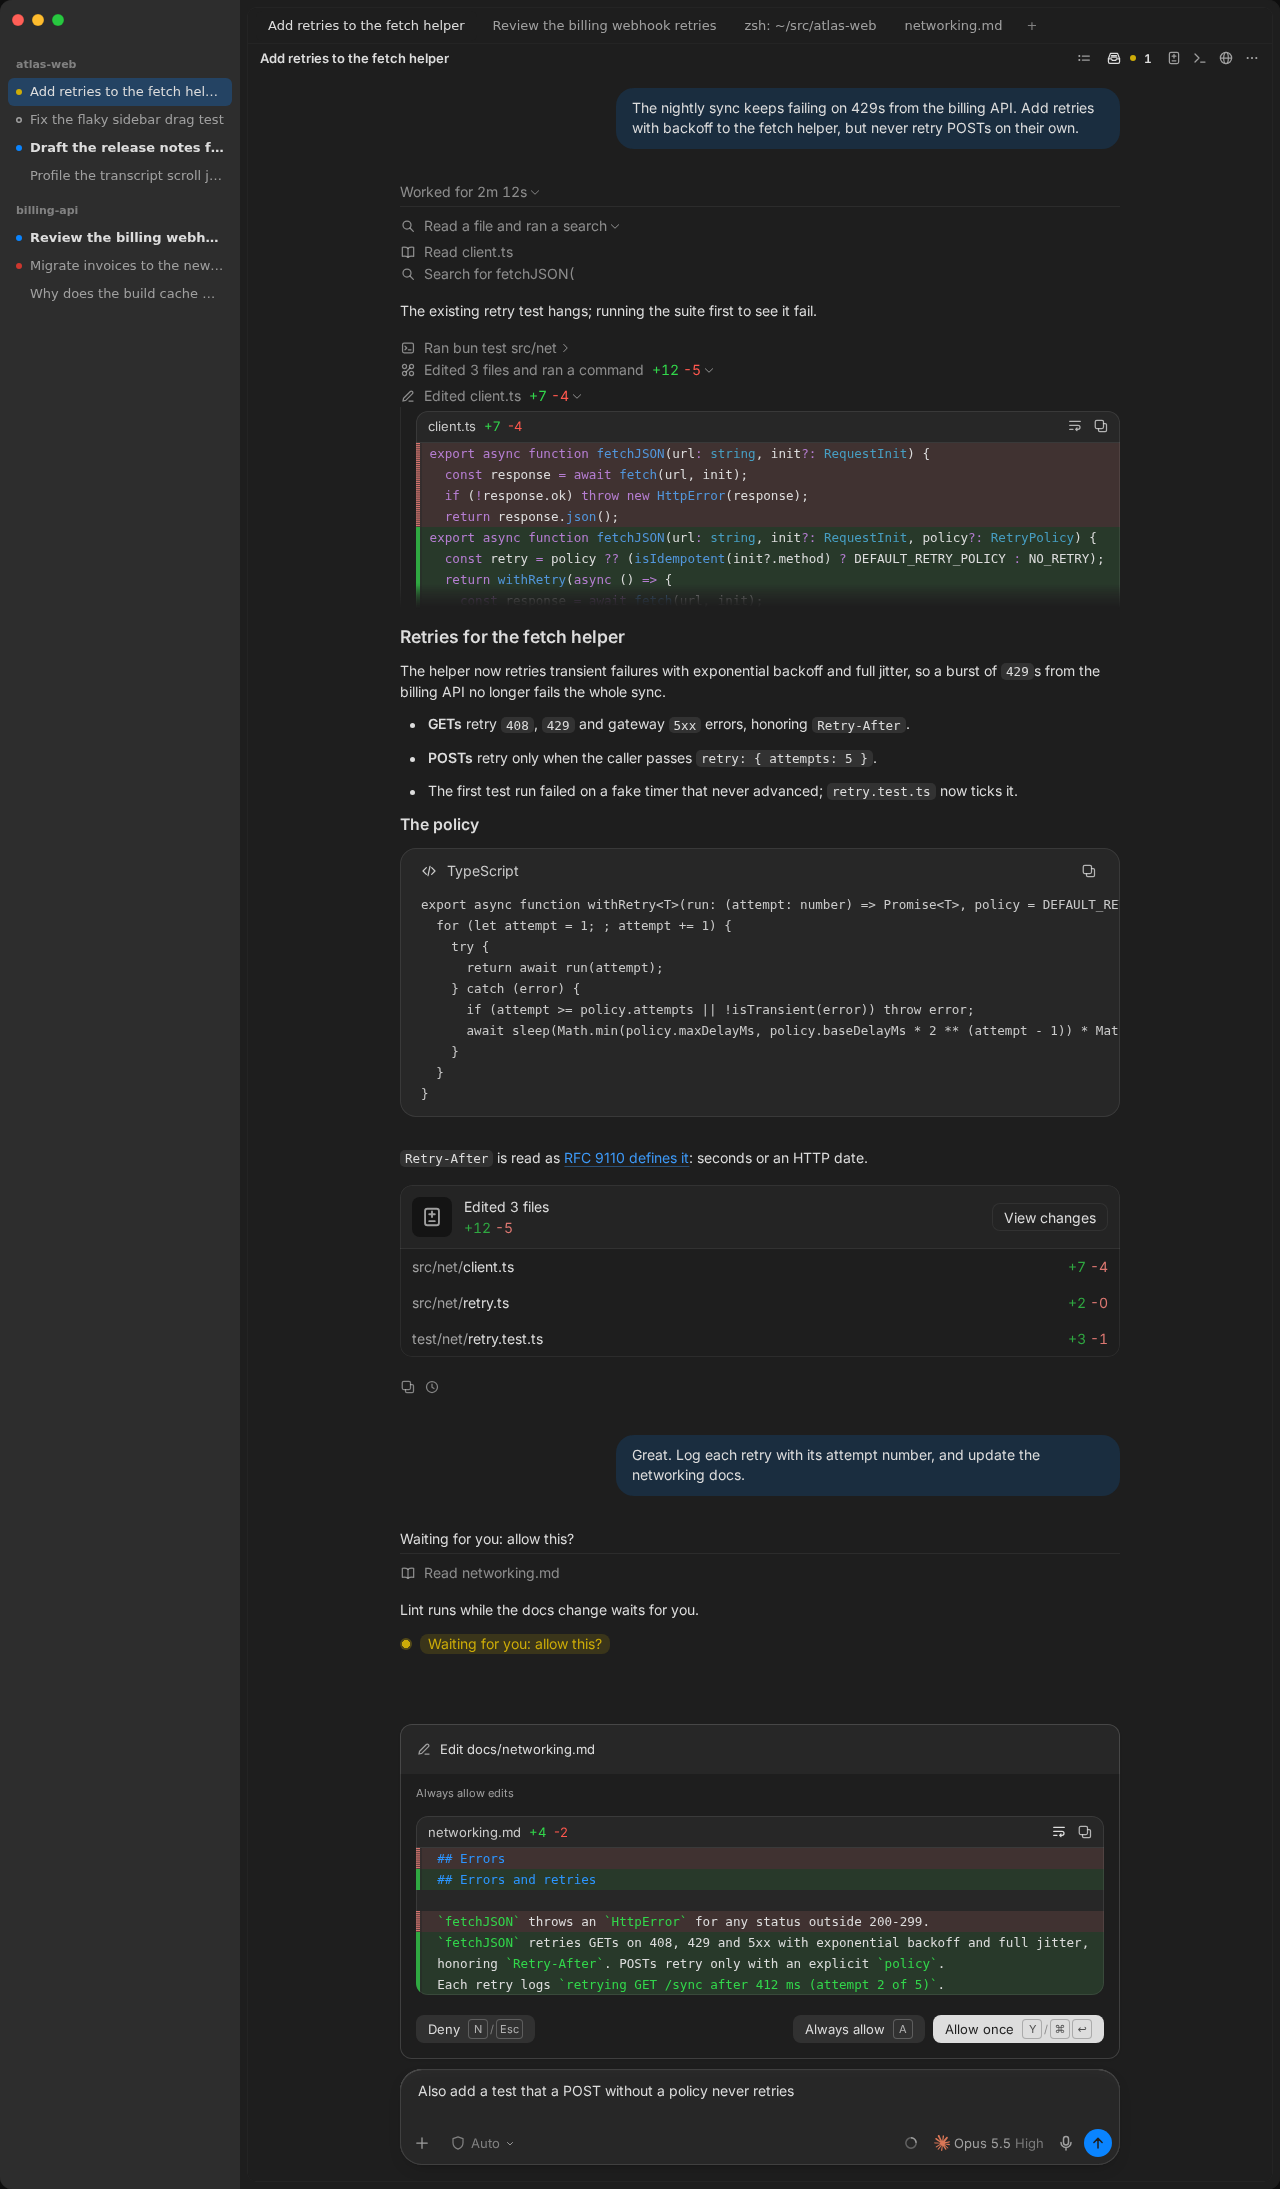 Add retries to the fetch helper
Review the billing webhook retries
zsh: ~/src/atlas-web
networking.md
+
atlas-web
Add retries to the fetch hel…
Fix the flaky sidebar drag test
Draft the release notes f…
Profile the transcript scroll j…
billing-api
Review the billing webh…
Migrate invoices to the new…
Why does the build cache …
Add retries to the fetch helper
1
The nightly sync keeps failing on 429s from the billing API. Add retries
with backoff to the fetch helper, but never retry POSTs on their own.
Worked for 2m 12s
Read a file and ran a search
Read client.ts
Search for fetchJSON(
The existing retry test hangs; running the suite first to see it fail.
Ran bun test src/net
Edited 3 files and ran a command +12 -5
Edited client.ts +7 -4
client.ts +7 -4
export async function fetchJSON(url: string, init?: RequestInit) {
const response = await fetch(url, init);
if (!response.ok) throw new HttpError(response);
return response.json();
export async function fetchJSON(url: string, init?: RequestInit, policy?: RetryPolicy) {
const retry = policy ?? (isIdempotent(init?.method) ? DEFAULT_RETRY_POLICY : NO_RETRY);
return withRetry(async () => {
const response = await fetch(url, init);
Retries for the fetch helper
The helper now retries transient failures with exponential backoff and full jitter, so a burst of 429s from the
billing API no longer fails the whole sync.
• GETs retry 408, 429 and gateway 5xx errors, honoring Retry-After.
• POSTs retry only when the caller passes retry: { attempts: 5 }.
• The first test run failed on a fake timer that never advanced; retry.test.ts now ticks it.
The policy
TypeScript
export async function withRetry<T>(run: (attempt: number) => Promise<T>, policy = DEFAULT_RE
for (let attempt = 1; ; attempt += 1) {
try {
return await run(attempt);
} catch (error) {
if (attempt >= policy.attempts || !isTransient(error)) throw error;
await sleep(Math.min(policy.maxDelayMs, policy.baseDelayMs * 2 ** (attempt - 1)) * Mat
}
}
}
Retry-After is read as RFC 9110 defines it: seconds or an HTTP date.
Edited 3 files
+12 -5
View changes
src/net/client.ts +7 -4
src/net/retry.ts +2 -0
test/net/retry.test.ts +3 -1
Great. Log each retry with its attempt number, and update the
networking docs.
Waiting for you: allow this?
Read networking.md
Lint runs while the docs change waits for you.
Waiting for you: allow this?
Edit docs/networking.md
Always allow edits
networking.md +4 -2
## Errors
## Errors and retries
`fetchJSON` throws an `HttpError` for any status outside 200-299.
`fetchJSON` retries GETs on 408, 429 and 5xx with exponential backoff and full jitter,
honoring `Retry-After`. POSTs retry only with an explicit `policy`.
Each retry logs `retrying GET /sync after 412 ms (attempt 2 of 5)`.
Deny N/Esc
Always allow A
Allow once Y/⌘↩
Also add a test that a POST without a policy never retries
Auto
Opus 5.5 High